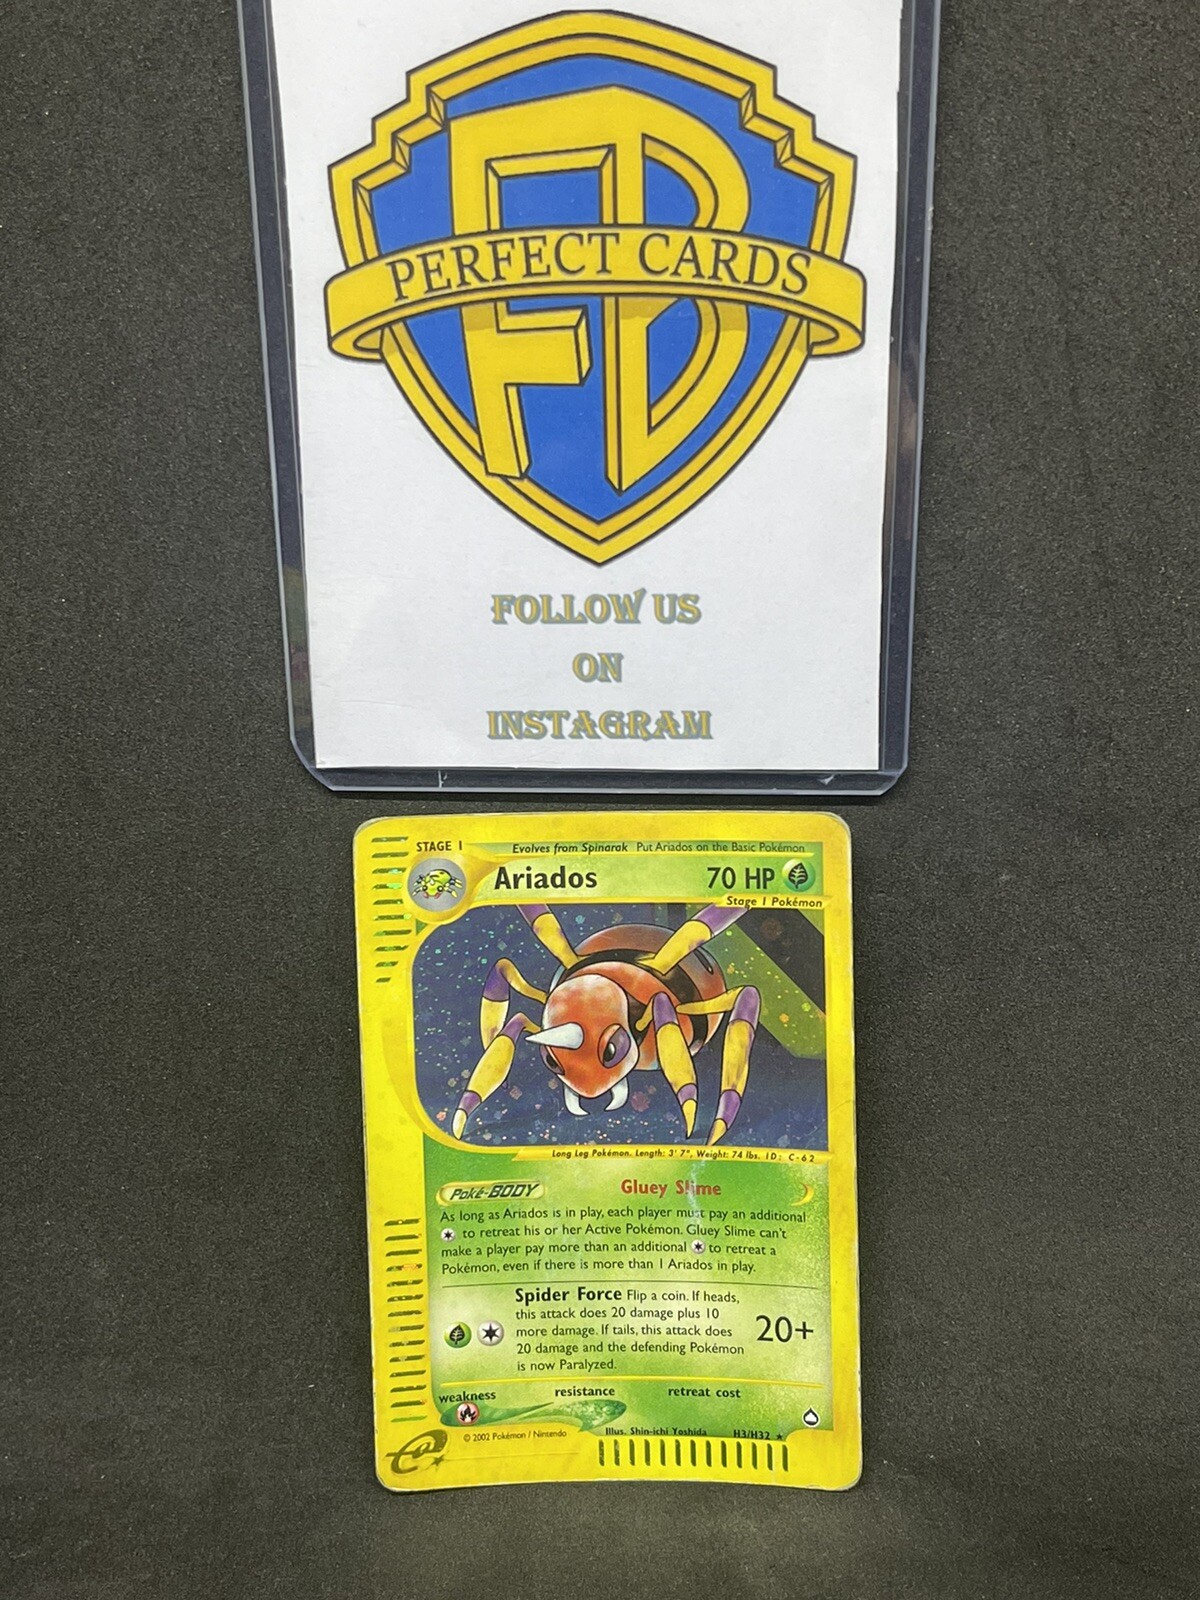 FB
PERFECT CARDS
FOLLOW US
ON
INSTAGRAM
STAGE 1
Evolves from Spinarak Put Ariados on the Basic Pokémon
Ariados 70 HP
Stage 1 Pokémon
Long Leg Pokémon. Length: 3' 7", Weight: 74 lbs. ID: C-62
Poké-BODY Gluey Slime
As long as Ariados is in play, each player must pay an additional
to retreat his or her Active Pokémon. Gluey Slime can't
make a player pay more than an additional to retreat a
Pokémon, even if there is more than 1 Ariados in play.
Spider Force Flip a coin. If heads,
this attack does 20 damage plus 10
more damage. If tails, this attack does
20 damage and the defending Pokémon
is now Paralyzed.
20+
weakness resistance retreat cost
© 2002 Pokémon / Nintendo
Illus. Shin-ichi Yoshida H3/H32 ★
e